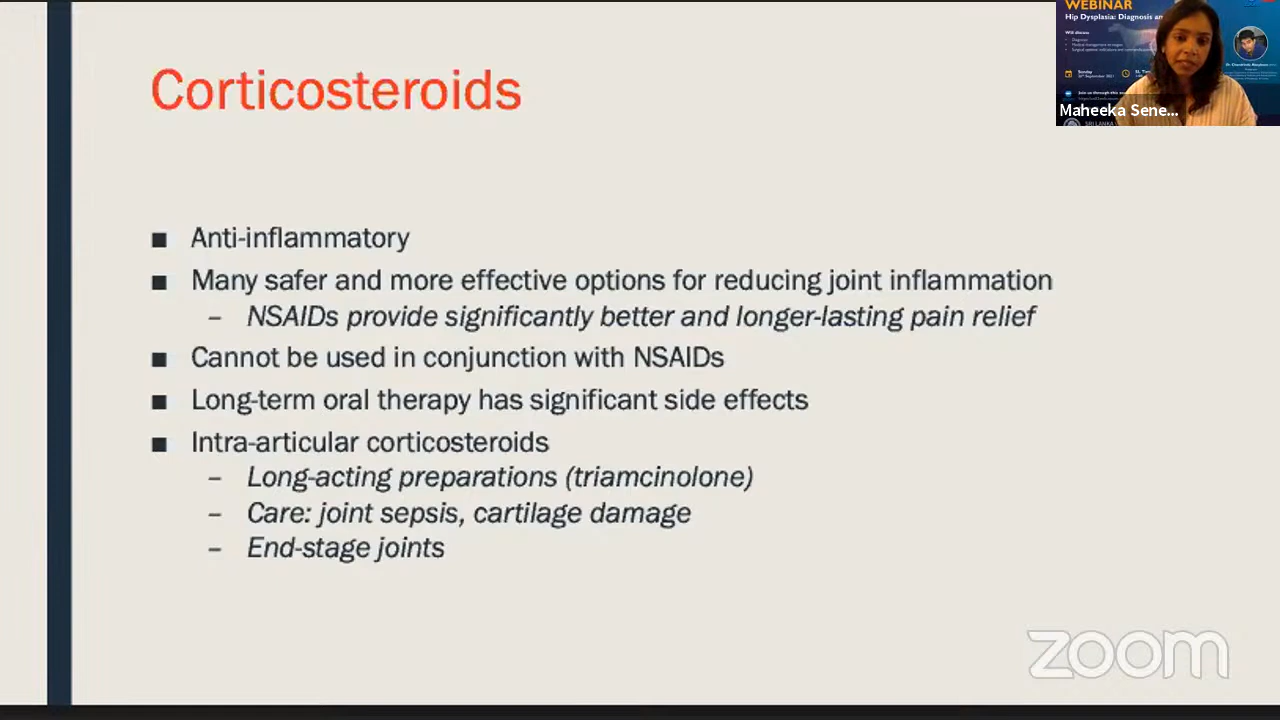 Corticosteroids
WEBINAR
Hip Dysplasia: Diagnosis an
Will discuss
Maheeka Sene...
■ Anti-inflammatory
■ Many safer and more effective options for reducing joint inflammation
– NSAIDs provide significantly better and longer-lasting pain relief
■ Cannot be used in conjunction with NSAIDs
■ Long-term oral therapy has significant side effects
■ Intra-articular corticosteroids
– Long-acting preparations (triamcinolone)
– Care: joint sepsis, cartilage damage
– End-stage joints
zoom